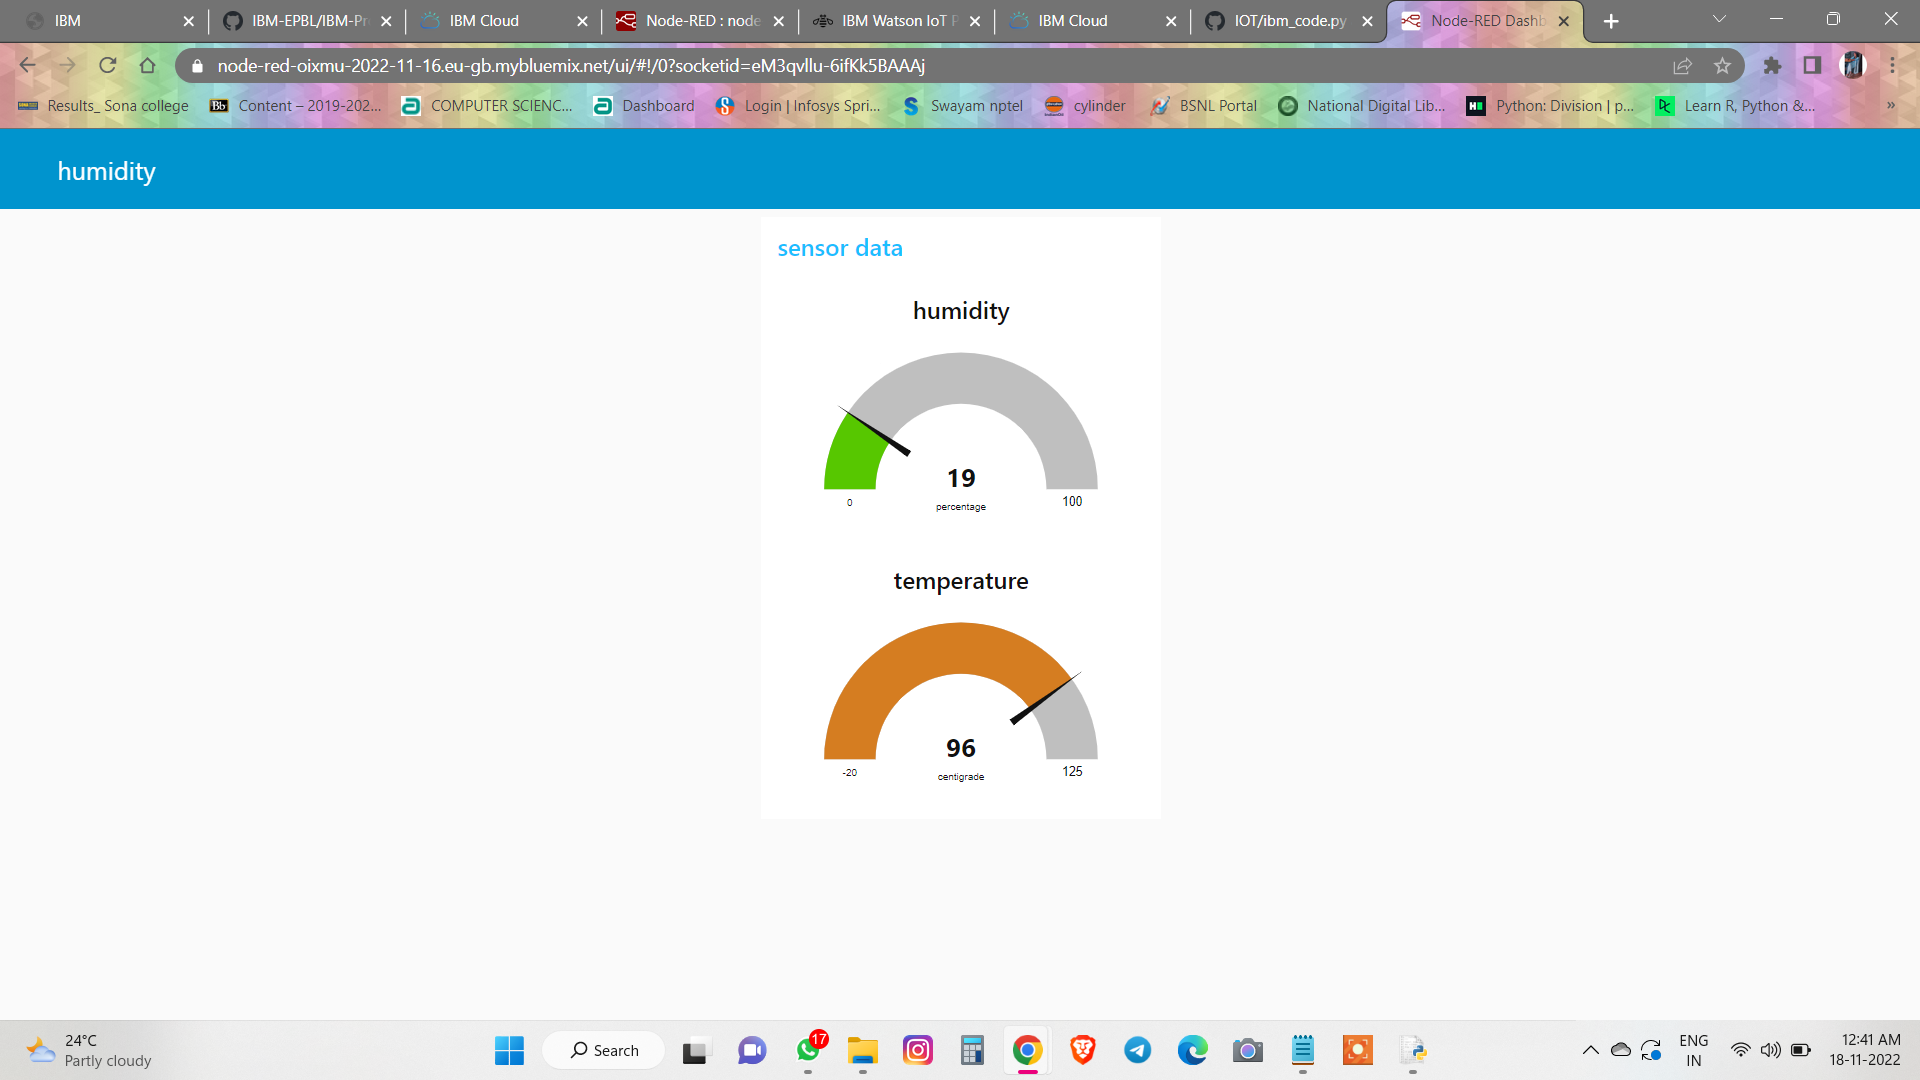 IBM
IBM-EPBL/IBM-Pr
IBM Cloud
Node-RED : node
IBM Watson IoT P
IBM Cloud
IOT/ibm_code.py
Node-RED Dashb
node-red-oixmu-2022-11-16.eu-gb.mybluemix.net/ui/#!/0?socketid=eM3qvllu-6ifKk5BAAAj
Results_ Sona college
Bb Content – 2019-202...
COMPUTER SCIENC...
Dashboard
Login | Infosys Spri...
Swayam nptel
cylinder
BSNL Portal
National Digital Lib...
Python: Division | p...
Learn R, Python &...
»
humidity
sensor data
humidity
19
percentage
0
100
temperature
96
centigrade
-20
125
24°C
Partly cloudy
Search
17
ENG
IN
12:41 AM
18-11-2022